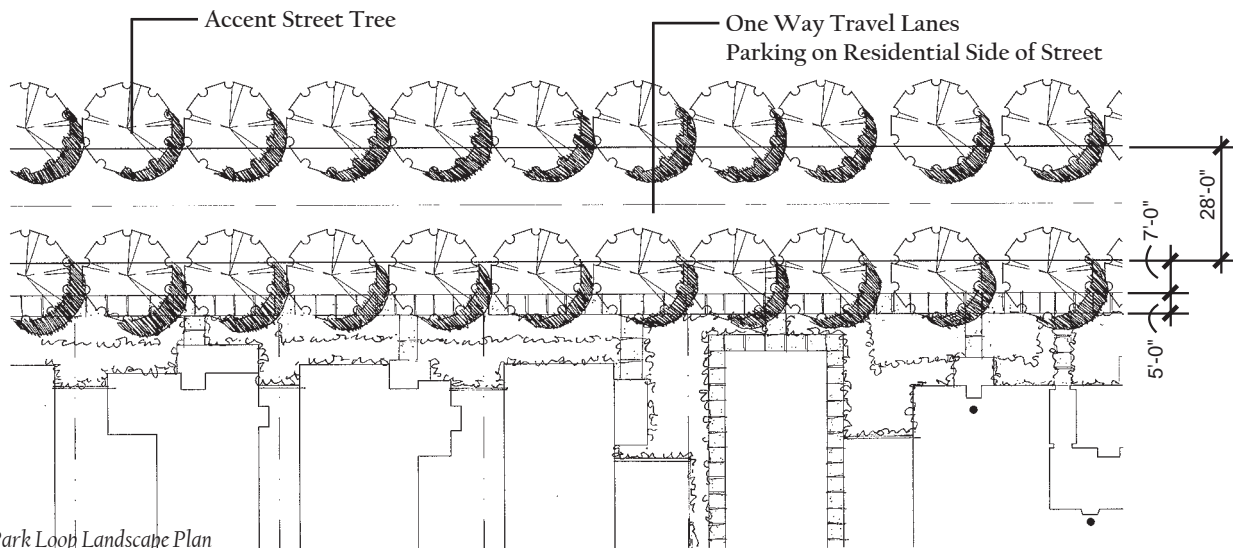 Accent Street Tree
One Way Travel Lanes
Parking on Residential Side of Street
28'-0"
7'-0"
5'-0"
Park Loop Landscape Plan